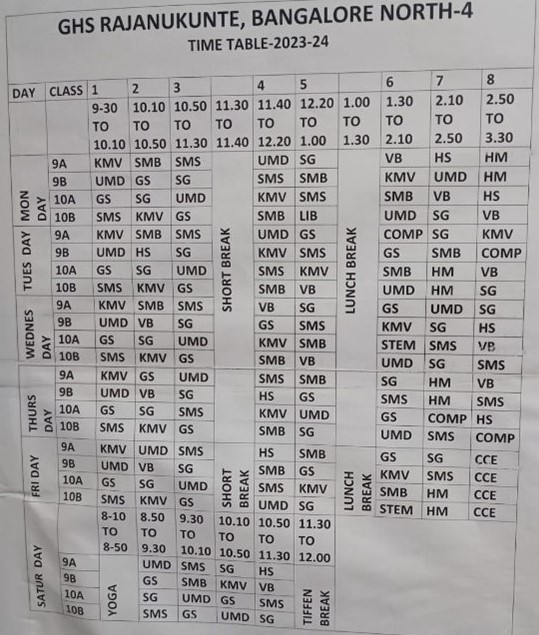 GHS RAJANUKUNTE, BANGALORE NORTH-4
TIME TABLE-2023-24
DAY CLASS 1 2 3 4 5 6 7 8
9-30 10.10 10.50 11.30 11.40 12.20 1.00 1.30 2.10 2.50
TO TO TO TO TO TO TO TO TO TO
10.10 10.50 11.30 11.40 12.20 1.00 1.30 2.10 2.50 3.30
MON DAY
9A KMV SMB SMS UMD SG VB HS HM
9B UMD GS SG SMS SMB KMV UMD HM
10A GS SG UMD KMV SMS SMB VB HS
10B SMS KMV GS SMB LIB UMD SG VB
TUES DAY
9A KMV SMB SMS UMD GS COMP SG KMV
9B UMD HS SG KMV SMS GS SMB COMP
10A GS SG UMD SMS KMV SMB HM VB
10B SMS KMV GS SMB VB UMD HM SG
SHORT BREAK
LUNCH BREAK
WEDNES DAY
9A KMV SMB SMS VB SG GS UMD SG
9B UMD VB SG GS SMS KMV SG HS
10A GS SG UMD KMV SMB STEM SMS VB
10B SMS KMV GS SMB VB UMD SG SMS
THURS DAY
9A KMV GS UMD SMS SMB SG HM VB
9B UMD VB SG HS GS SMS HM SMS
10A GS SG SMS KMV UMD GS COMP HS
10B SMS KMV GS SMB SG UMD SMS COMP
FRI DAY
9A KMV UMD SMS HS SMB GS SG CCE
9B UMD VB SG SMB GS KMV SMS CCE
10A GS SG UMD SMS KMV SMB HM CCE
10B SMS KMV GS UMD SG STEM HM CCE
SHORT BREAK
LUNCH BREAK
SATUR DAY
8-10 8.50 9.30 10.10 10.50 11.30
TO TO TO TO TO TO
8-50 9.30 10.10 10.50 11.30 12.00
9A UMD SMS SG HS
9B GS SMB KMV VB
10A SG UMD GS SMS
10B SMS GS UMD SG
YOGA
TIFFEN BREAK